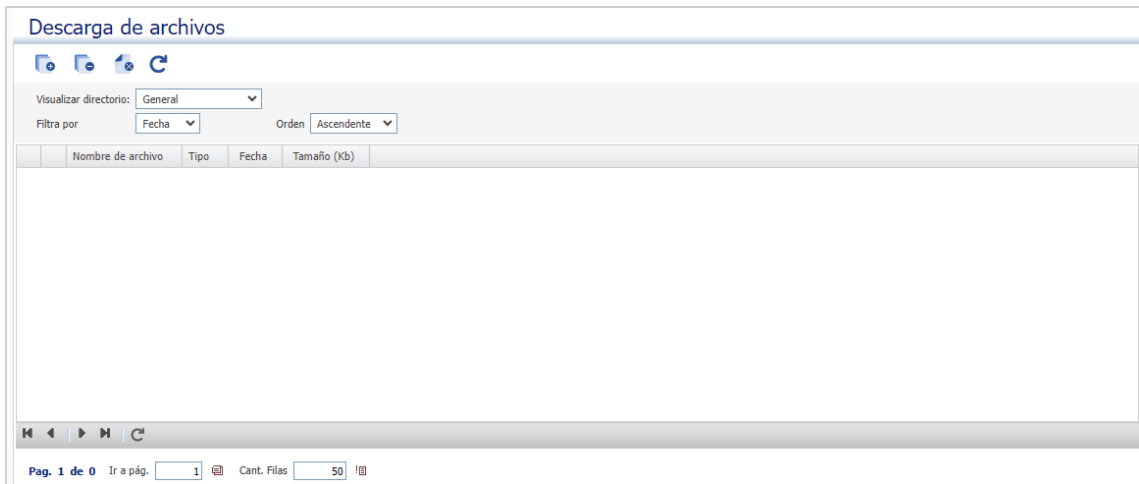 Descarga de archivos
Visualizar directorio: General
Filtra por Fecha Orden Ascendente
Nombre de archivo Tipo Fecha Tamaño (Kb)
Pag. 1 de 0 Ir a pág. 1 Cant. Filas 50